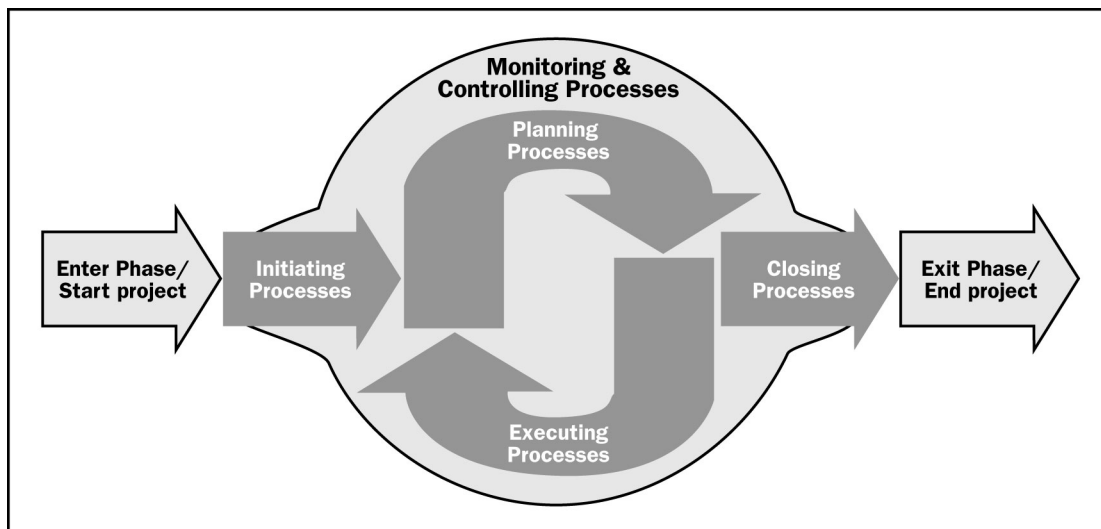 Monitoring &
Controlling Processes
Planning
Processes
Enter Phase/
Start project
Initiating
Processes
Closing
Processes
Exit Phase/
End project
Executing
Processes